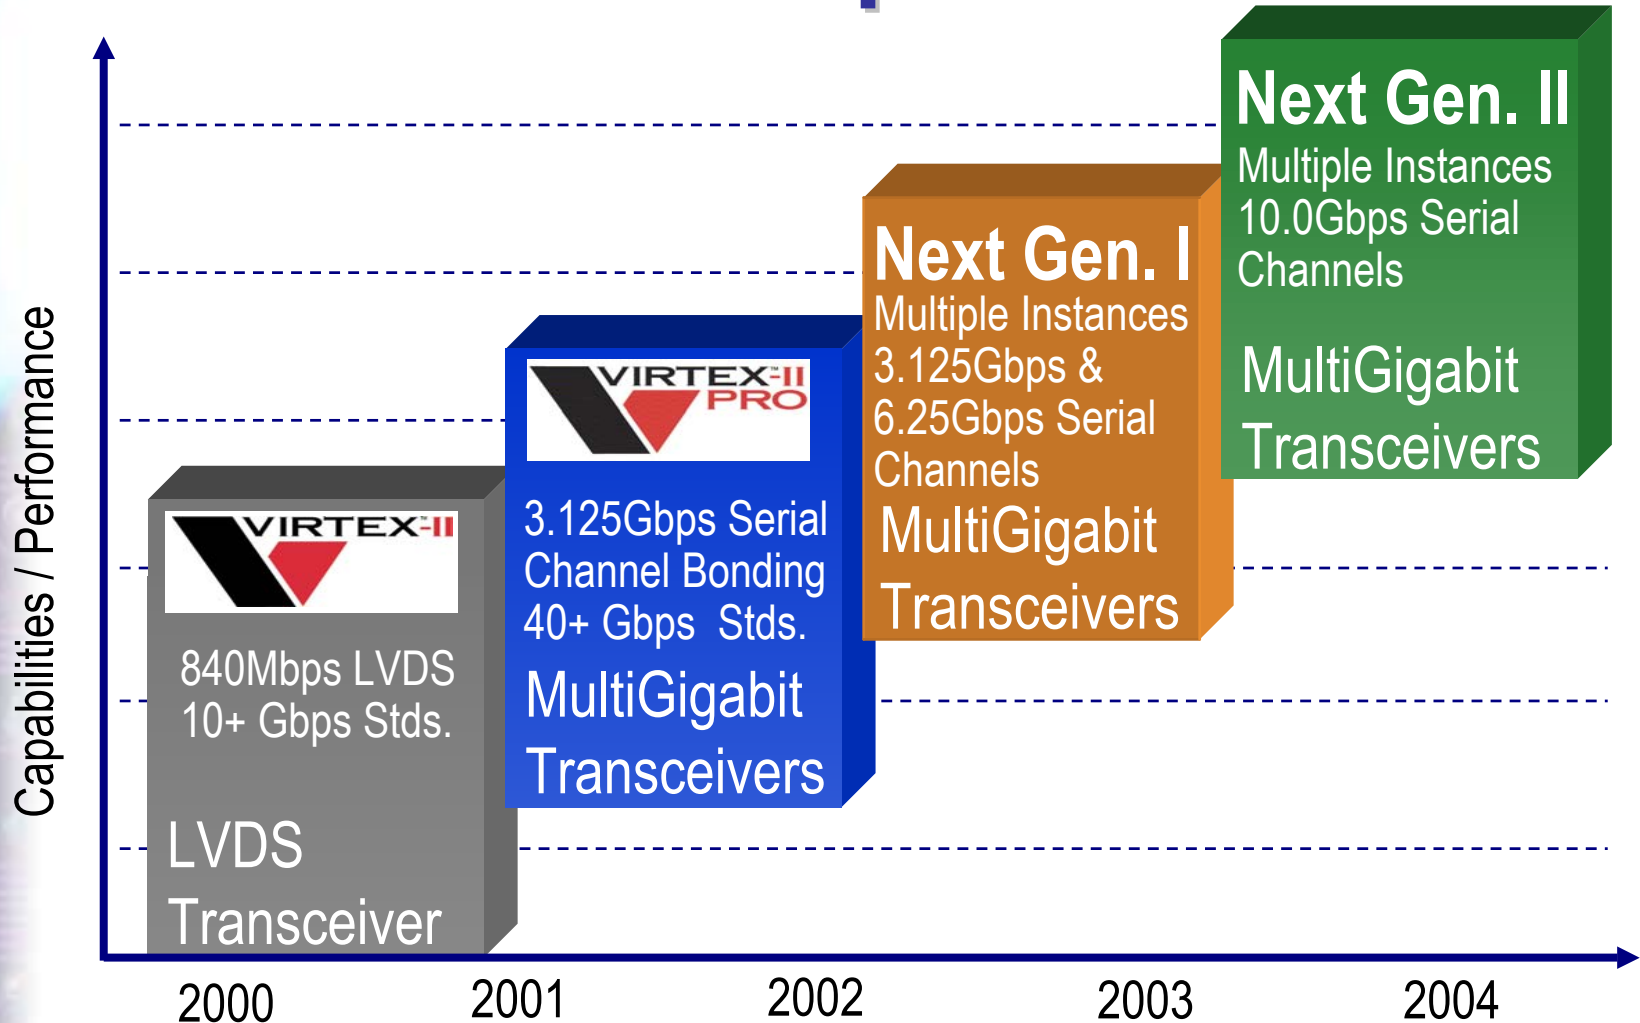 Capabilities / Performance
VIRTEX™-II
840Mbps LVDS
10+ Gbps Stds.
LVDS
Transceiver
VIRTEX™-II
PRO
3.125Gbps Serial
Channel Bonding
40+ Gbps Stds.
MultiGigabit
Transceivers
Next Gen. I
Multiple Instances
3.125Gbps &
6.25Gbps Serial
Channels
MultiGigabit
Transceivers
Next Gen. II
Multiple Instances
10.0Gbps Serial
Channels
MultiGigabit
Transceivers
2000 2001 2002 2003 2004